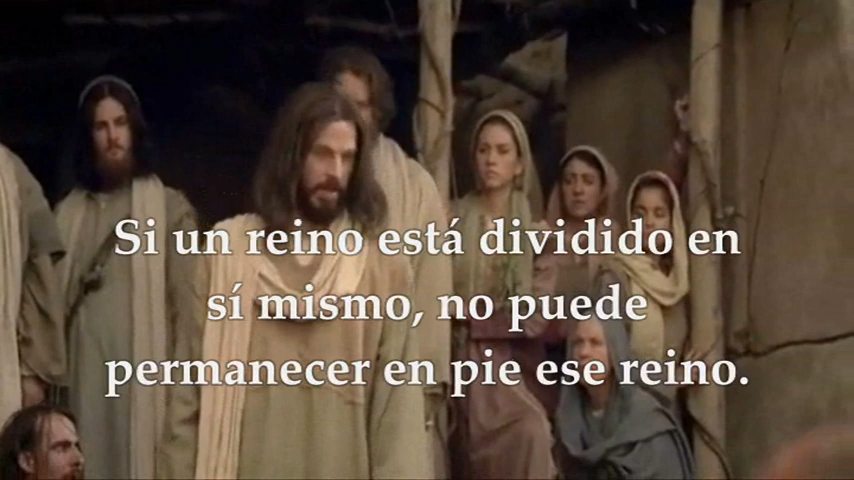 Si un reino está dividido en
sí mismo, no puede
permanecer en pie ese reino.